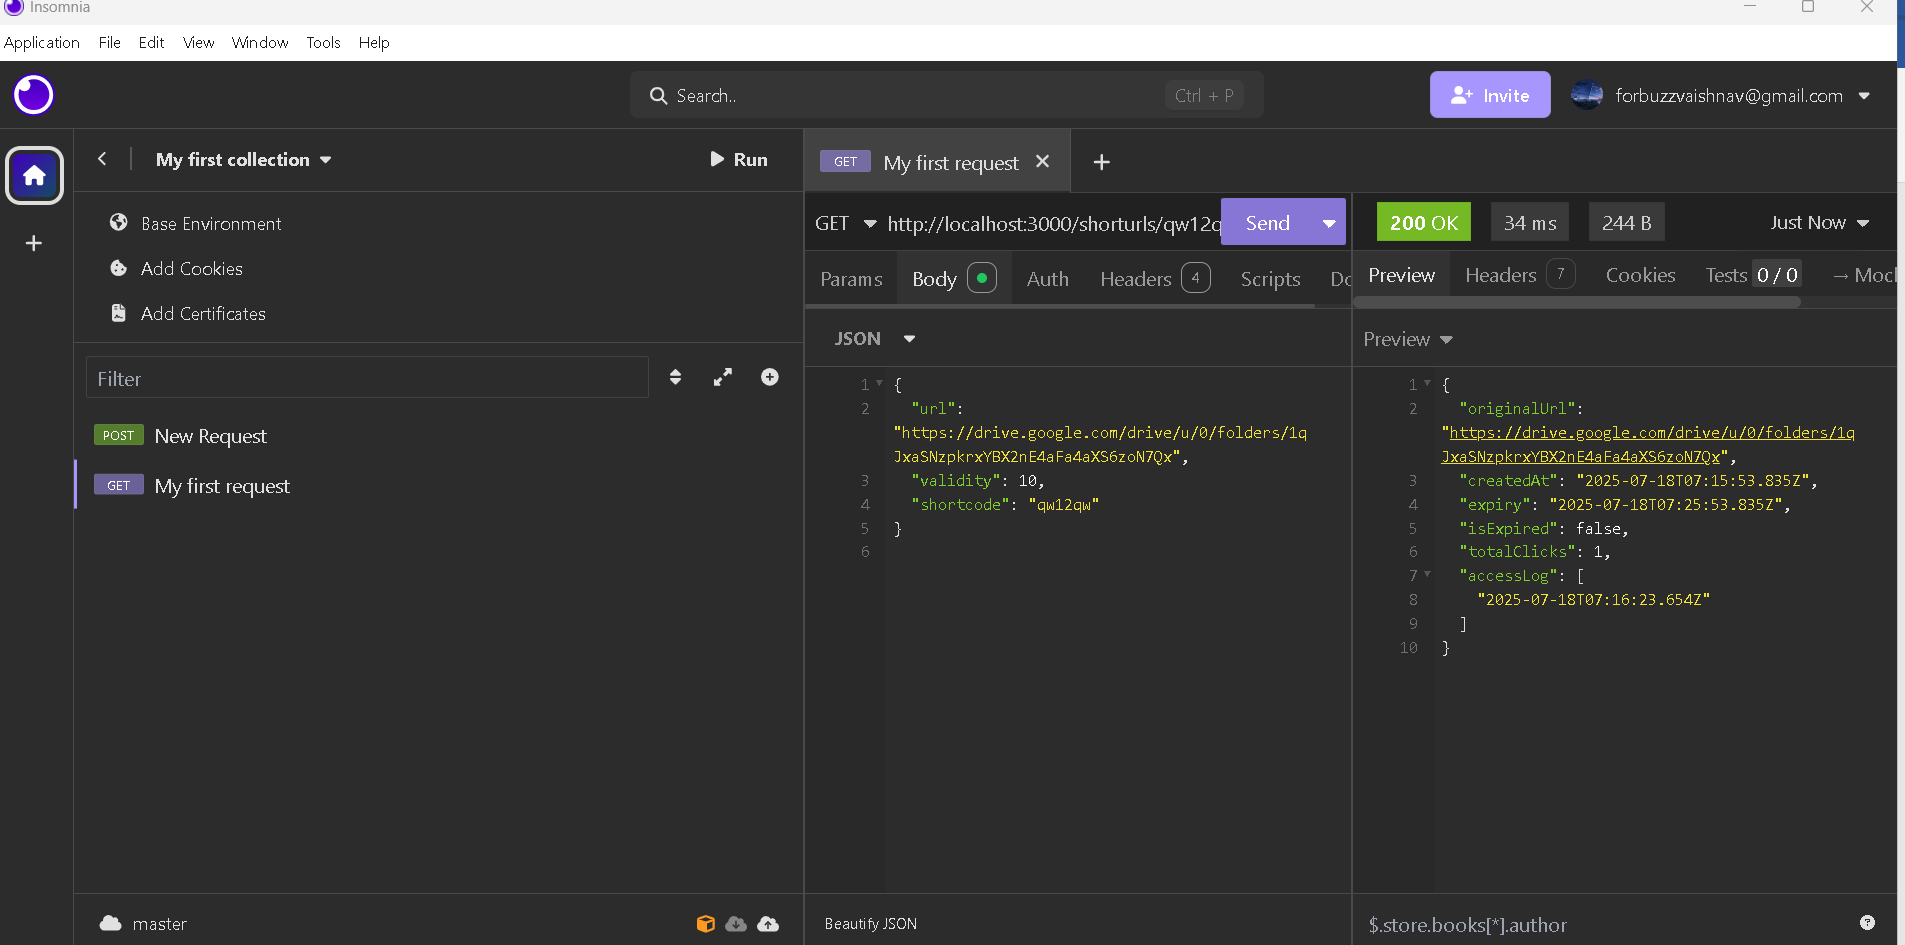 Insomnia
Application File Edit View Window Tools Help
Search.. Ctrl + P Invite forbuzzvaishnav@gmail.com
My first collection Run GET My first request
Base Environment
Add Cookies
Add Certificates
Filter
POST New Request
GET My first request
master
GET http://localhost:3000/shorturls/qw12q Send
Params Body Auth Headers 4 Scripts Do
JSON
1 {
2 "url":
"https://drive.google.com/drive/u/0/folders/1q
JxaSNzpkrxYBX2nE4aFa4aXS6zoN7Qx",
3 "validity": 10,
4 "shortcode": "qw12qw"
5 }
6
Beautify JSON
200 OK 34 ms 244 B Just Now
Preview Headers 7 Cookies Tests 0 / 0 → Mock
Preview
1 {
2 "originalUrl":
"https://drive.google.com/drive/u/0/folders/1q
JxaSNzpkrxYBX2nE4aFa4aXS6zoN7Qx",
3 "createdAt": "2025-07-18T07:15:53.835Z",
4 "expiry": "2025-07-18T07:25:53.835Z",
5 "isExpired": false,
6 "totalClicks": 1,
7 "accessLog": [
8 "2025-07-18T07:16:23.654Z"
9 ]
10 }
$.store.books[*].author